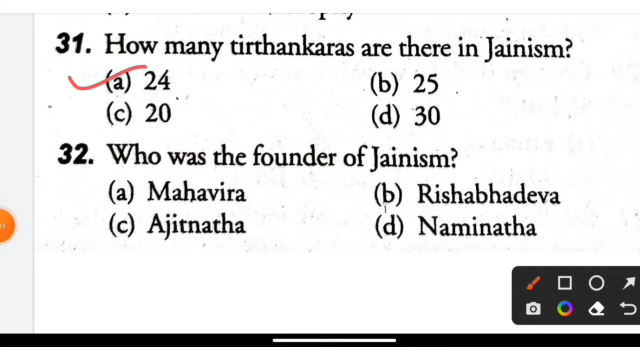 31. How many tirthankaras are there in Jainism?
(a) 24 (b) 25
(c) 20 (d) 30
32. Who was the founder of Jainism?
(a) Mahavira (b) Rishabhadeva
(c) Ajitnatha (d) Naminatha